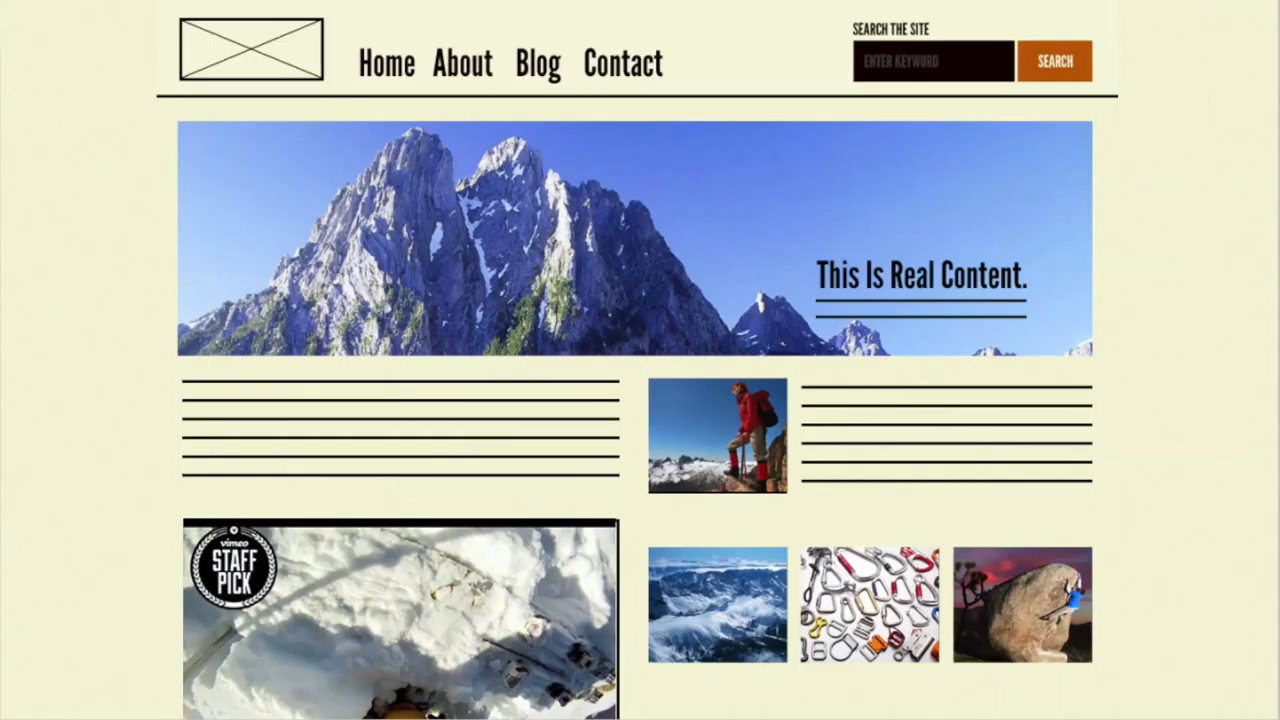 SEARCH THE SITE
Home About Blog Contact
ENTER KEYWORD
SEARCH
This Is Real Content.
vimeo
STAFF
PICK